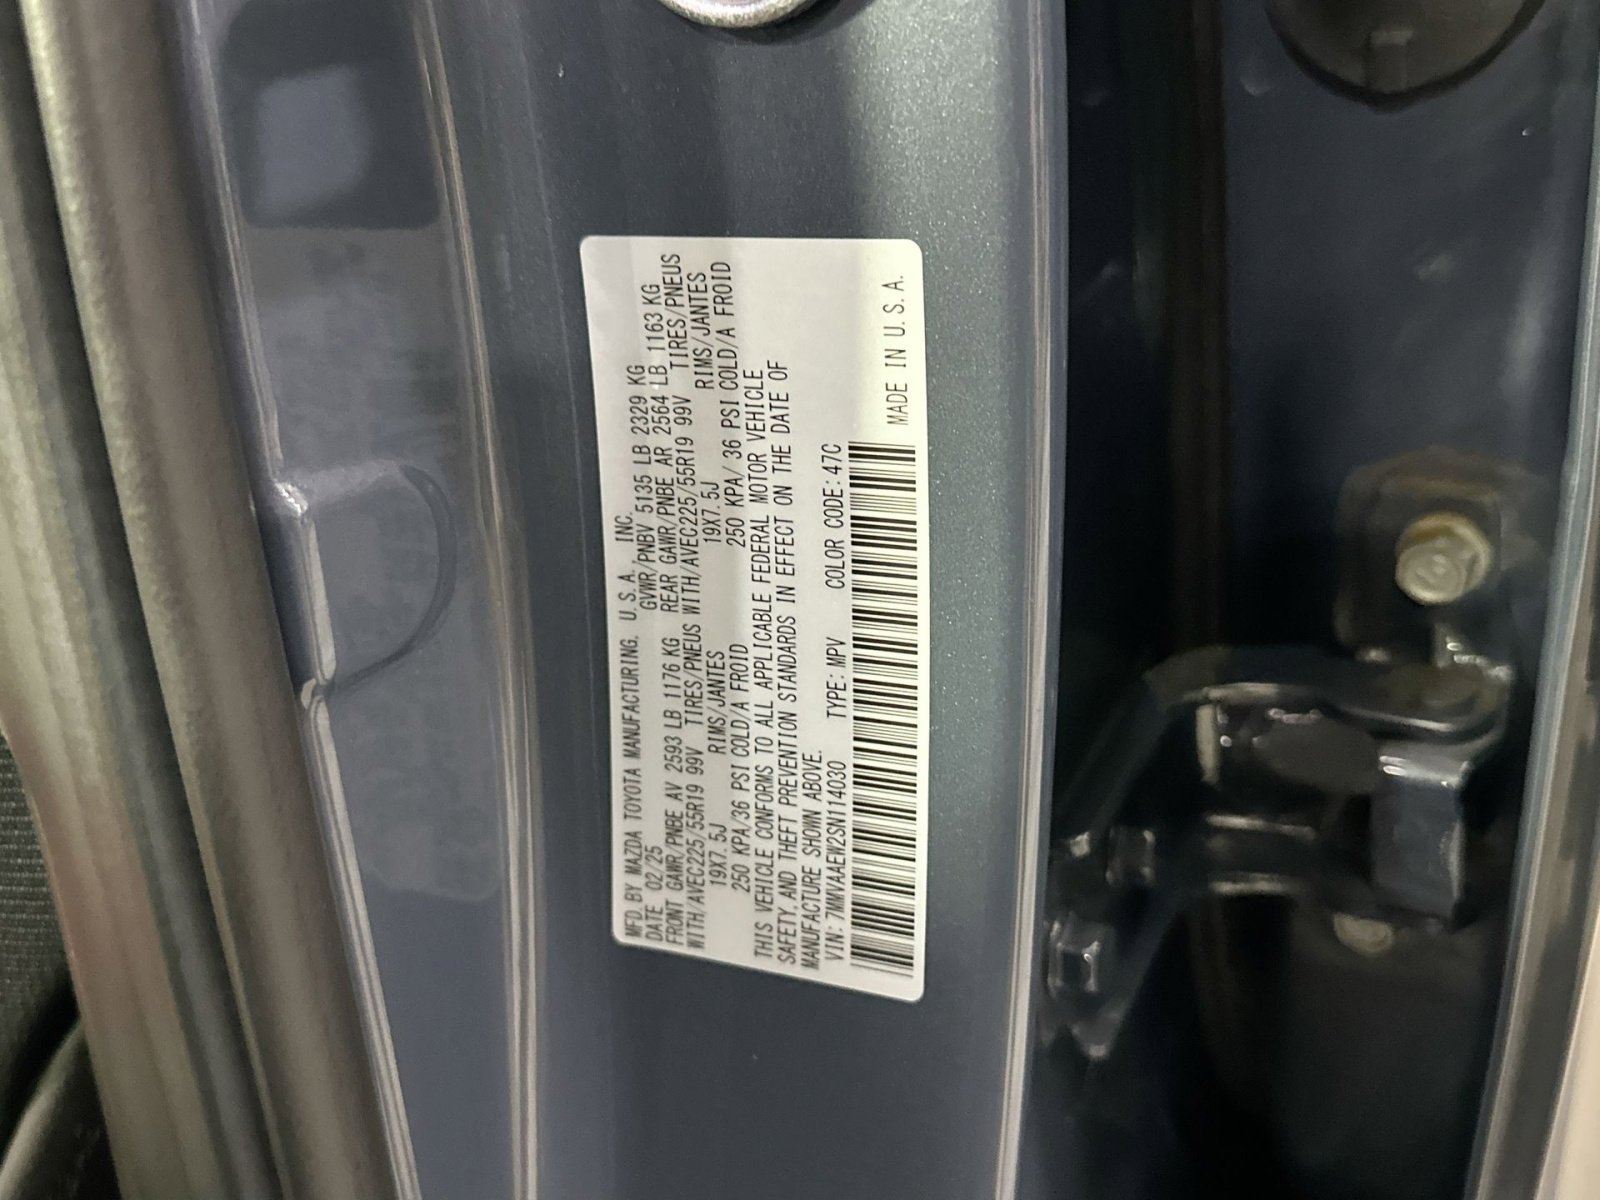 MFD. BY MAZDA TOYOTA MANUFACTURING, U.S.A., INC.
DATE 02/25 GVWR/PNBV 5135 LB 2329 KG
FRONT GAWR/PNBE AV 2593 LB 1176 KG REAR GAWR/PNBE AR 2564 LB 1163 KG
WITH/AVEC225/55R19 99V TIRES/PNEUS WITH/AVEC225/55R19 99V TIRES/PNEUS
19X7.5J RIMS/JANTES 19X7.5J RIMS/JANTES
250 KPA/36 PSI COLD/A FROID 250 KPA/ 36 PSI COLD/A FROID
THIS VEHICLE CONFORMS TO ALL APPLICABLE FEDERAL MOTOR VEHICLE
SAFETY, AND THEFT PREVENTION STANDARDS IN EFFECT ON THE DATE OF
MANUFACTURE SHOWN ABOVE.
VIN: 7MMVAAEW2SN114030 TYPE: MPV COLOR CODE: 47C
MADE IN U.S.A.